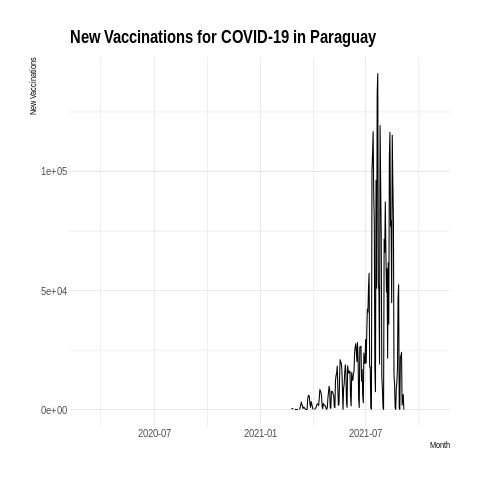 New Vaccinations for COVID-19 in Paraguay
New Vaccinations
1e+05
5e+04
0e+00
2020-07
2021-01
2021-07
Month